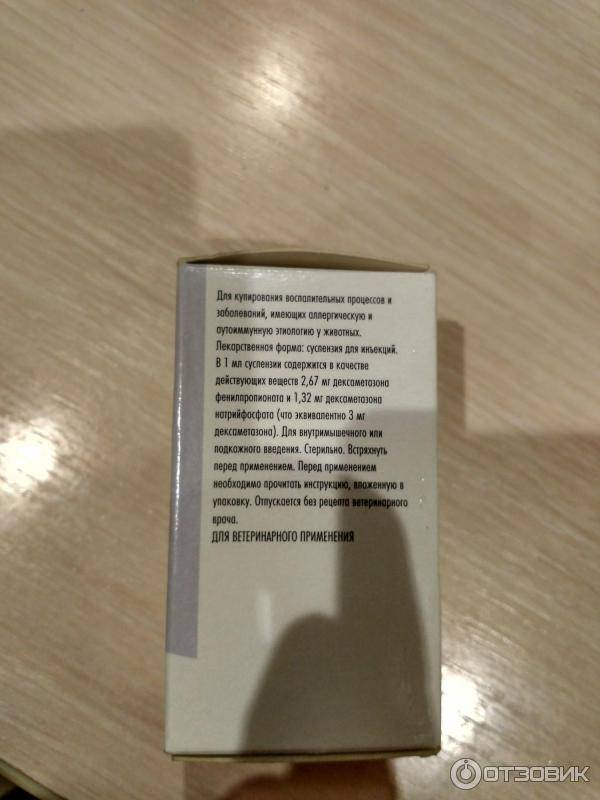 Для купирования воспалительных процессов и
заболеваний, имеющих аллергическую и
аутоиммунную этиологию у животных.
Лекарственная форма: суспензия для инъекций.
В 1 мл суспензии содержится в качестве
действующих веществ 2,67 мг дексаметазона
фенилпропионата и 1,32 мг дексаметазона
натрийфосфата (что эквивалентно 3 мг
дексаметазона). Для внутримышечного или
подкожного введения. Стерильно. Встряхнуть
перед применением. Перед применением
необходимо прочитать инструкцию, вложенную в
упаковку. Отпускается без рецепта ветеринарного
врача.
ДЛЯ ВЕТЕРИНАРНОГО ПРИМЕНЕНИЯ
ОТЗОВИК